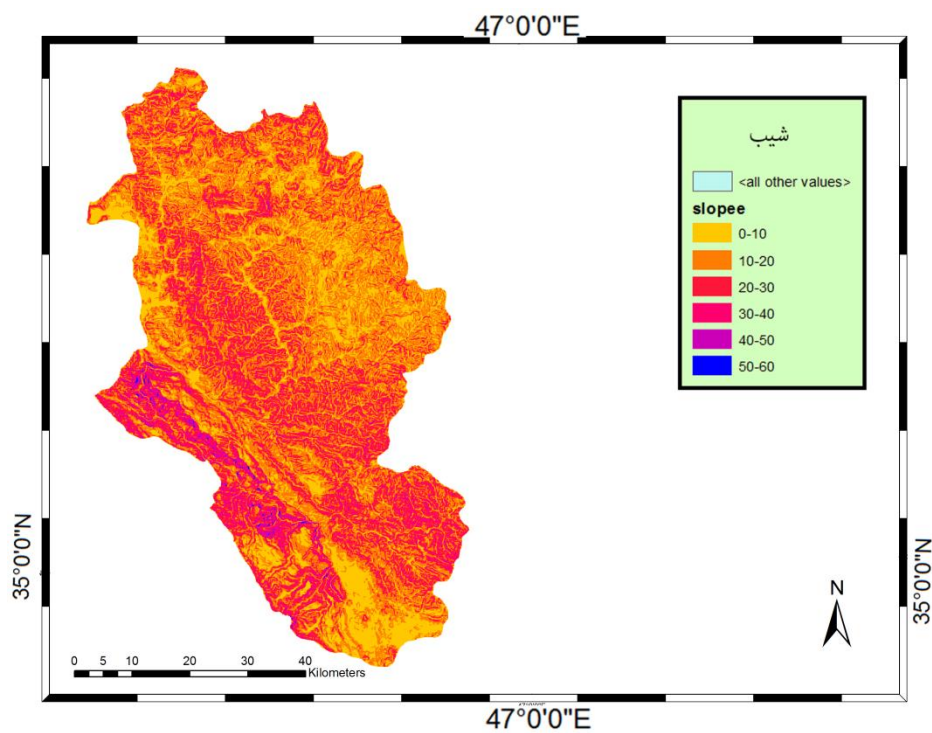 47°0'0"E
شیب
<all other values>
slopee
0-10
10-20
20-30
30-40
40-50
50-60
35°0'0"N
35°0'0"N
N
0 5 10 20 30 40
Kilometers
47°0'0"E